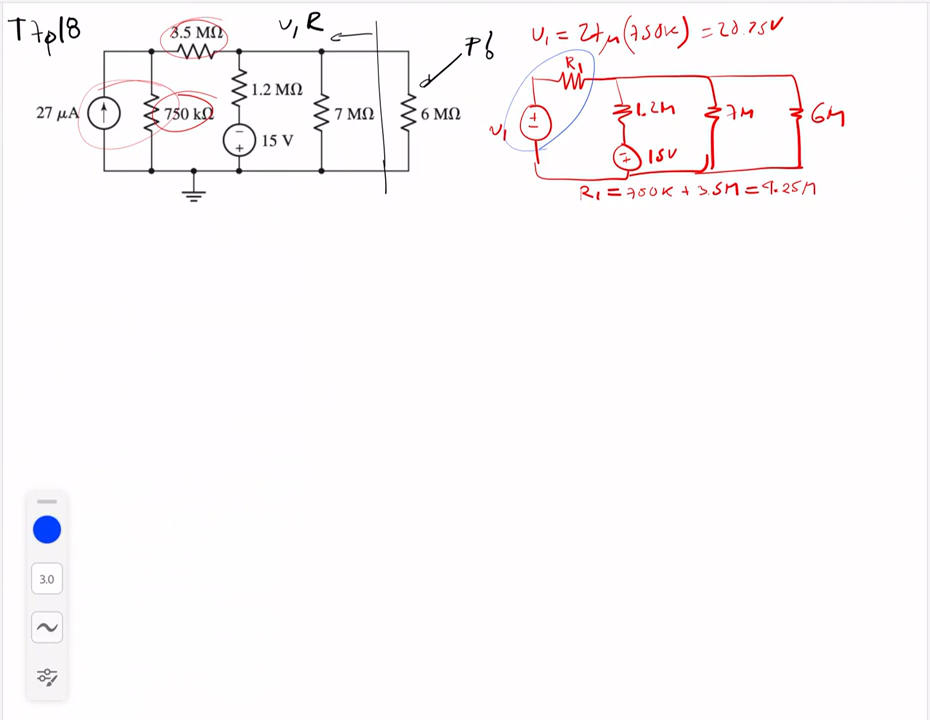 T7p18
3.5 MΩ
v, R
P6
1.2 MΩ
27 μA
750 kΩ
7 MΩ
6 MΩ
15 V
V₁ = 27μ(750K) = 20.25V
R₁
V₁
1.2M
7M
6M
15V
R₁ = 750K + 3.5M = 4.25M
3.0